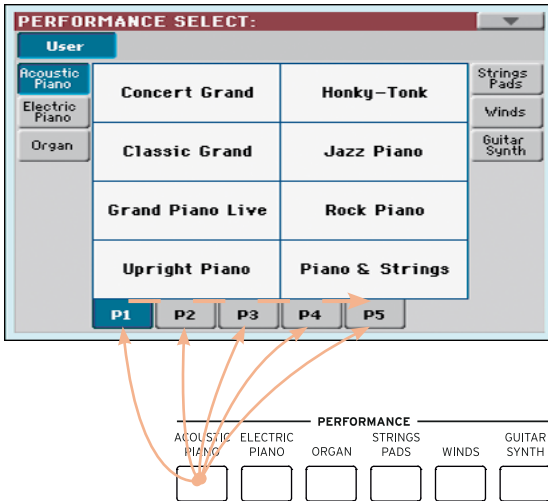 PERFORMANCE SELECT:
User
Acoustic Piano
Electric Piano
Organ
Concert Grand
Honky-Tonk
Classic Grand
Jazz Piano
Grand Piano Live
Rock Piano
Upright Piano
Piano & Strings
Strings Pads
Winds
Guitar Synth
P1 P2 P3 P4 P5
PERFORMANCE
ACOUSTIC PIANO
ELECTRIC PIANO
ORGAN
STRINGS PADS
WINDS
GUITAR SYNTH